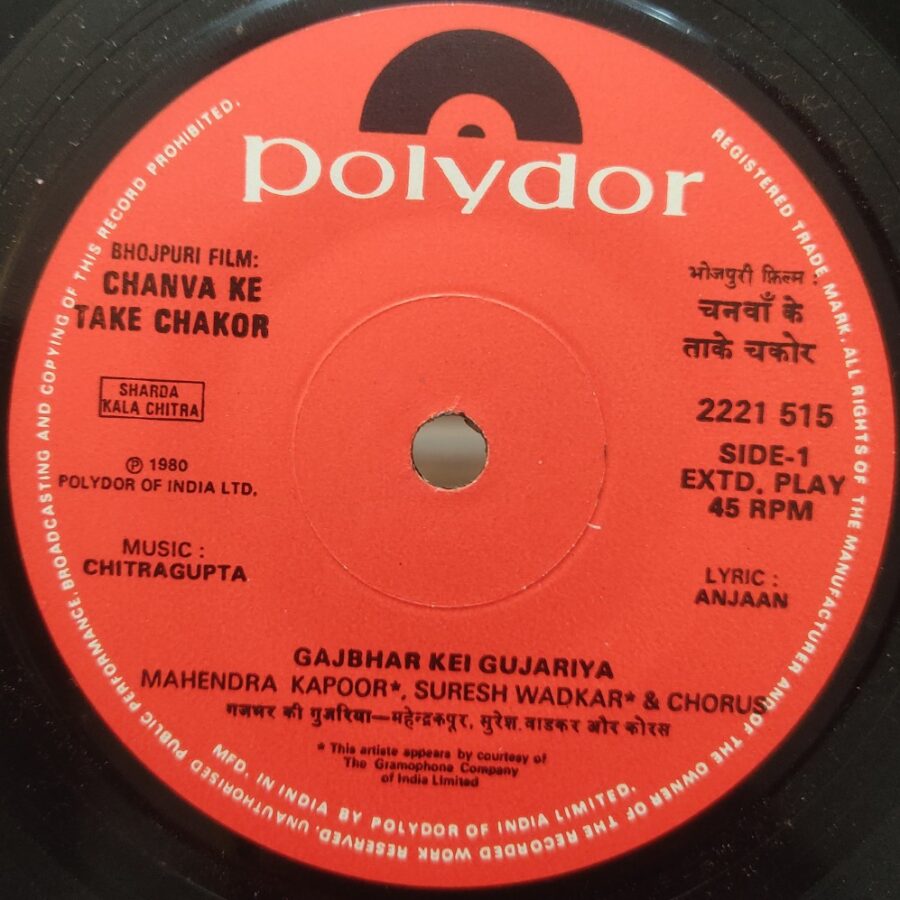 polydor
BHOJPURI FILM:
CHANVA KE
TAKE CHAKOR
SHARDA
KALA CHITRA
℗ 1980
POLYDOR OF INDIA LTD.
MUSIC :
CHITRAGUPTA
भोजपुरी फ़िल्म :
चनवाँ के
ताके चकोर
2221 515
SIDE-1
EXTD. PLAY
45 RPM
LYRIC :
ANJAAN
GAJBHAR KEI GUJARIYA
MAHENDRA KAPOOR*, SURESH WADKAR* & CHORUS
गजभर की गुजरिया—महेन्द्रकपूर, सुरेश वाडकर और कोरस
* This artiste appears by courtesy of
The Gramophone Company
of India Limited
MFD. IN INDIA BY POLYDOR OF INDIA LIMITED.
REGISTERED TRADE MARK. ALL RIGHTS OF THE MANUFACTURER AND OF THE OWNER OF THE RECORDED WORK RESERVED. UNAUTHORISED PUBLIC PERFORMANCE. BROADCASTING AND COPYING OF THIS RECORD PROHIBITED.